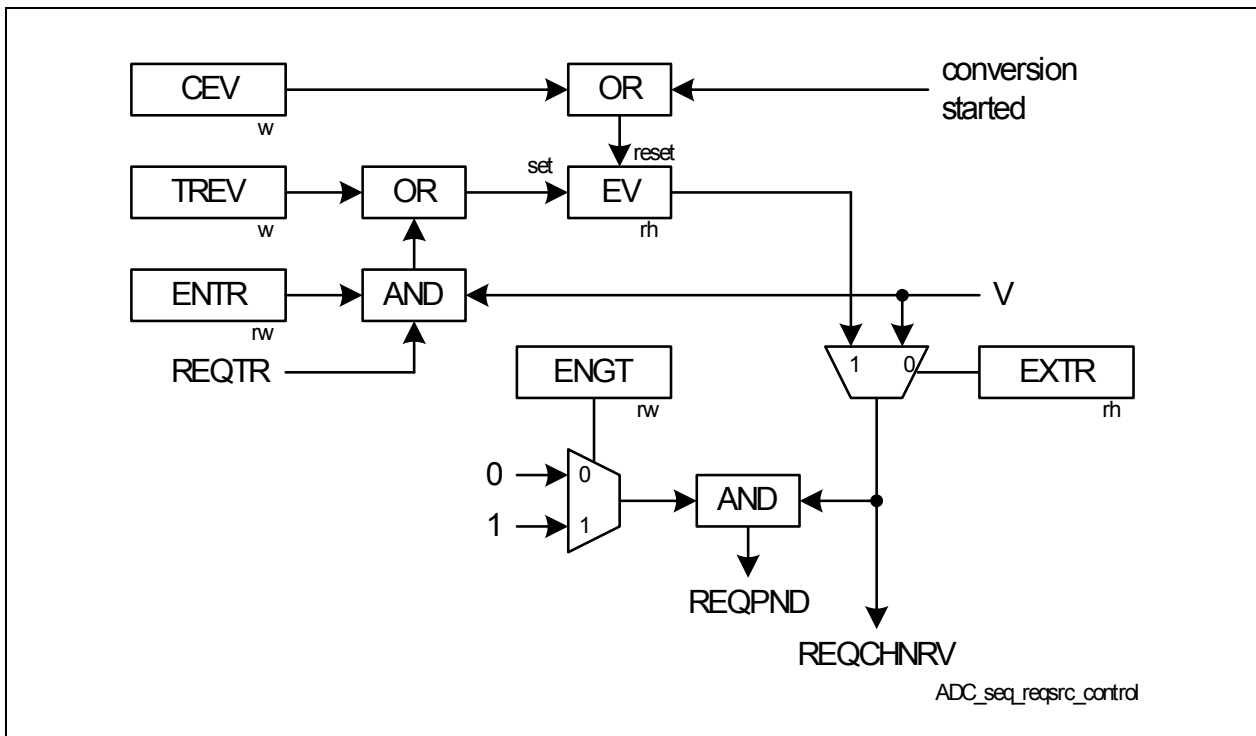 CEV
w
OR
conversion
started
reset
TREV
w
OR
set
EV
rh
ENTR
rw
AND
V
REQTR
ENGT
rw
1
0
EXTR
rh
0
0
1
1
AND
REQPND
REQCHNRV
ADC_seq_reqsrc_control